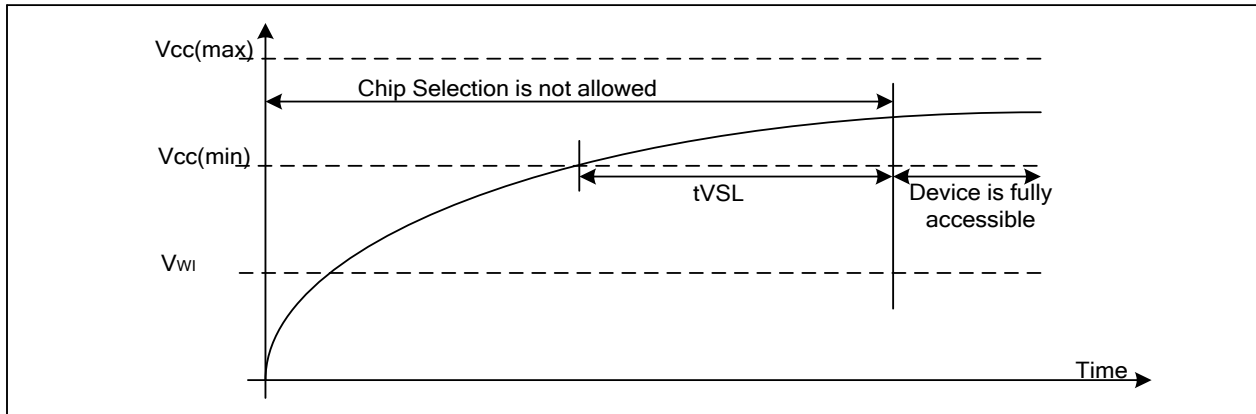 Vcc(max)
Chip Selection is not allowed
Vcc(min)
tVSL
Device is fully
accessible
VWI
Time